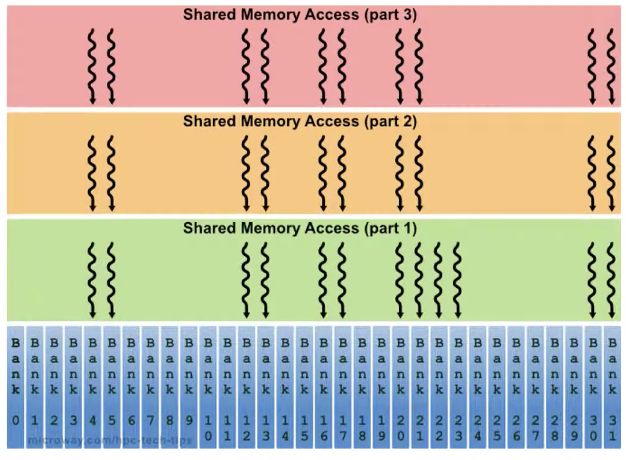 Shared Memory Access (part 3)
Shared Memory Access (part 2)
Shared Memory Access (part 1)
Bank 0
Bank 1
Bank 2
Bank 3
Bank 4
Bank 5
Bank 6
Bank 7
Bank 8
Bank 9
Bank 10
Bank 11
Bank 12
Bank 13
Bank 14
Bank 15
Bank 16
Bank 17
Bank 18
Bank 19
Bank 20
Bank 21
Bank 22
Bank 23
Bank 24
Bank 25
Bank 26
Bank 27
Bank 28
Bank 29
Bank 30
Bank 31
microway.com/hpc-tech-tips